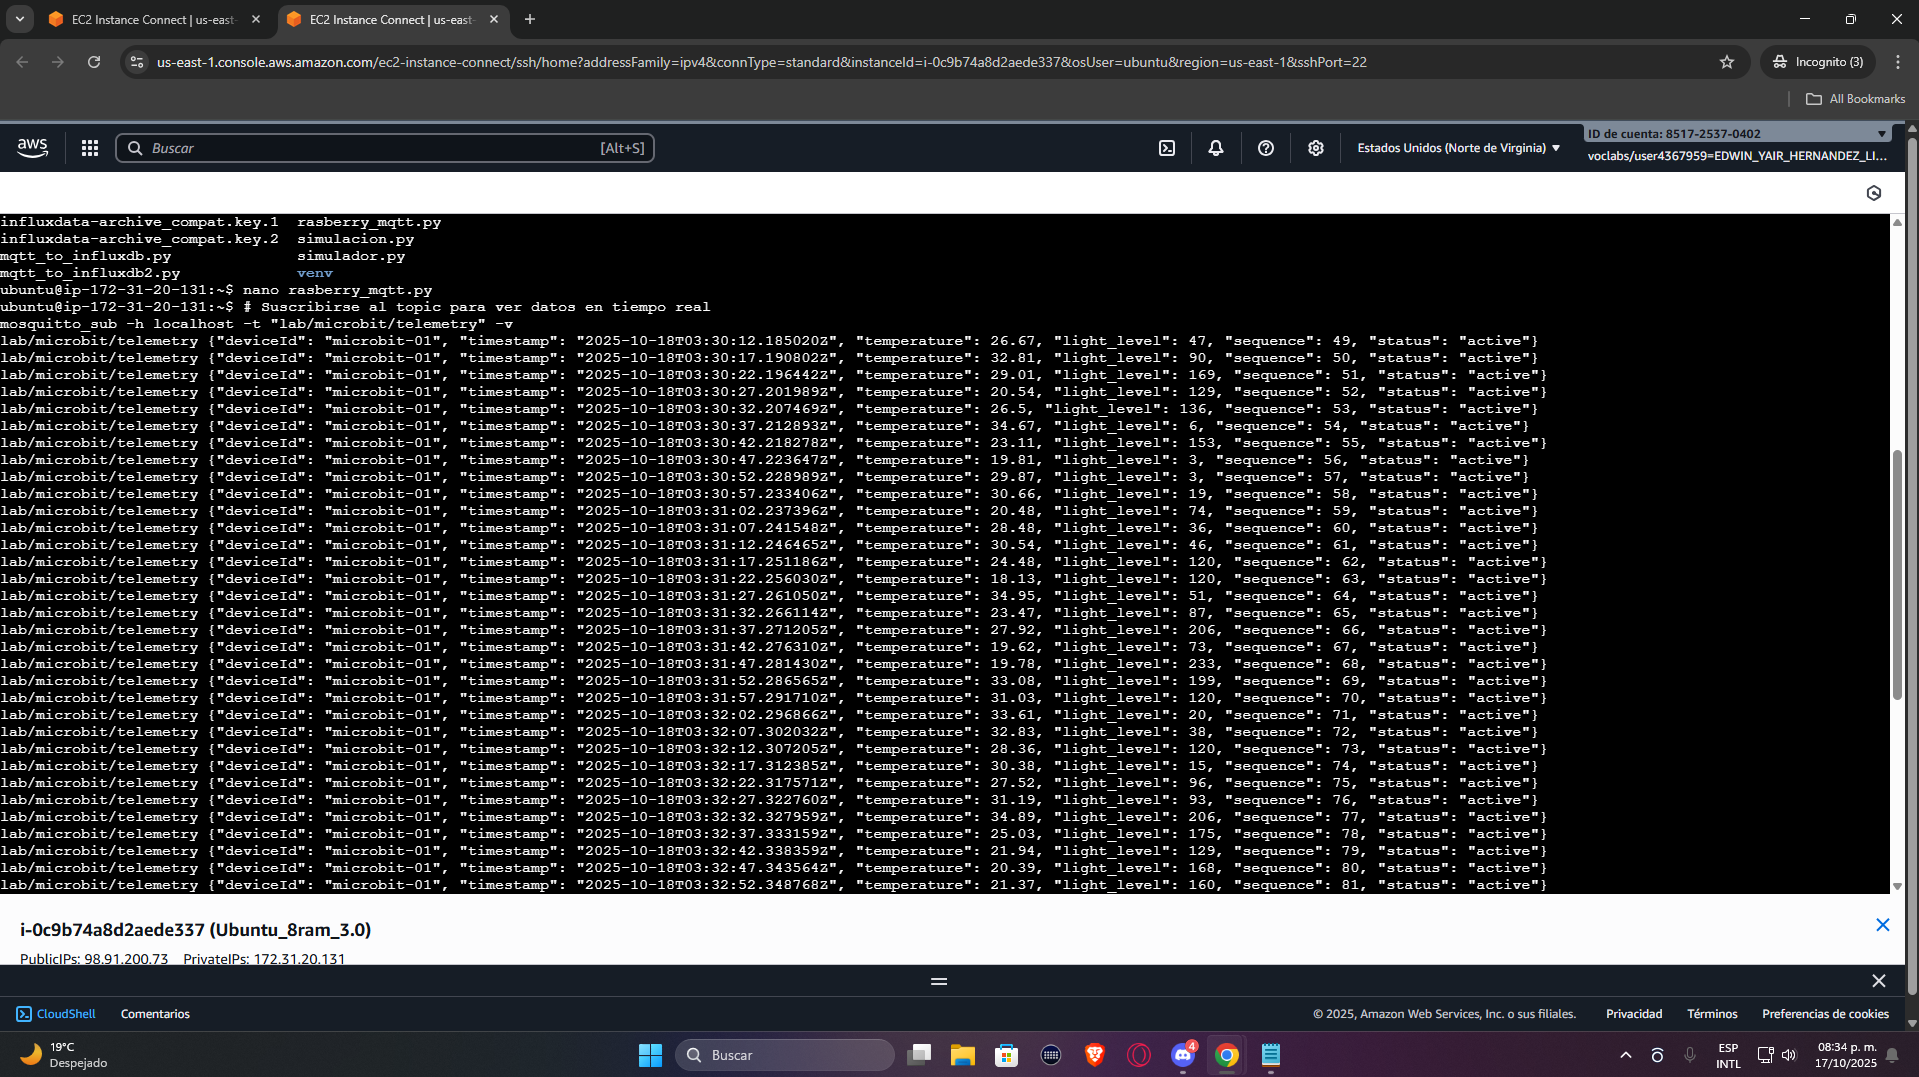 EC2 Instance Connect | us-east-
EC2 Instance Connect | us-east-
us-east-1.console.aws.amazon.com/ec2-instance-connect/ssh/home?addressFamily=ipv4&connType=standard&instanceId=i-0c9b74a8d2aede337&osUser=ubuntu&region=us-east-1&sshPort=22
Incognito (3)
All Bookmarks
aws
Buscar
[Alt+S]
Estados Unidos (Norte de Virginia)
ID de cuenta: 8517-2537-0402
voclabs/user4367959=EDWIN_YAIR_HERNANDEZ_LI...
influxdata-archive_compat.key.1  rasberry_mqtt.py
influxdata-archive_compat.key.2  simulacion.py
mqtt_to_influxdb.py              simulador.py
mqtt_to_influxdb2.py             venv
ubuntu@ip-172-31-20-131:~$ nano rasberry_mqtt.py
ubuntu@ip-172-31-20-131:~$ # Suscribirse al topic para ver datos en tiempo real
mosquitto_sub -h localhost -t "lab/microbit/telemetry" -v
lab/microbit/telemetry {"deviceId": "microbit-01", "timestamp": "2025-10-18T03:30:12.185020Z", "temperature": 26.67, "light_level": 47, "sequence": 49, "status": "active"}
lab/microbit/telemetry {"deviceId": "microbit-01", "timestamp": "2025-10-18T03:30:17.190802Z", "temperature": 32.81, "light_level": 90, "sequence": 50, "status": "active"}
lab/microbit/telemetry {"deviceId": "microbit-01", "timestamp": "2025-10-18T03:30:22.196442Z", "temperature": 29.01, "light_level": 169, "sequence": 51, "status": "active"}
lab/microbit/telemetry {"deviceId": "microbit-01", "timestamp": "2025-10-18T03:30:27.201989Z", "temperature": 20.54, "light_level": 129, "sequence": 52, "status": "active"}
lab/microbit/telemetry {"deviceId": "microbit-01", "timestamp": "2025-10-18T03:30:32.207469Z", "temperature": 26.5, "light_level": 136, "sequence": 53, "status": "active"}
lab/microbit/telemetry {"deviceId": "microbit-01", "timestamp": "2025-10-18T03:30:37.212893Z", "temperature": 34.67, "light_level": 6, "sequence": 54, "status": "active"}
lab/microbit/telemetry {"deviceId": "microbit-01", "timestamp": "2025-10-18T03:30:42.218278Z", "temperature": 23.11, "light_level": 153, "sequence": 55, "status": "active"}
lab/microbit/telemetry {"deviceId": "microbit-01", "timestamp": "2025-10-18T03:30:47.223647Z", "temperature": 19.81, "light_level": 3, "sequence": 56, "status": "active"}
lab/microbit/telemetry {"deviceId": "microbit-01", "timestamp": "2025-10-18T03:30:52.228989Z", "temperature": 29.87, "light_level": 3, "sequence": 57, "status": "active"}
lab/microbit/telemetry {"deviceId": "microbit-01", "timestamp": "2025-10-18T03:30:57.233406Z", "temperature": 30.66, "light_level": 19, "sequence": 58, "status": "active"}
lab/microbit/telemetry {"deviceId": "microbit-01", "timestamp": "2025-10-18T03:31:02.237396Z", "temperature": 20.48, "light_level": 74, "sequence": 59, "status": "active"}
lab/microbit/telemetry {"deviceId": "microbit-01", "timestamp": "2025-10-18T03:31:07.241548Z", "temperature": 28.48, "light_level": 36, "sequence": 60, "status": "active"}
lab/microbit/telemetry {"deviceId": "microbit-01", "timestamp": "2025-10-18T03:31:12.246465Z", "temperature": 30.54, "light_level": 46, "sequence": 61, "status": "active"}
lab/microbit/telemetry {"deviceId": "microbit-01", "timestamp": "2025-10-18T03:31:17.251186Z", "temperature": 24.48, "light_level": 120, "sequence": 62, "status": "active"}
lab/microbit/telemetry {"deviceId": "microbit-01", "timestamp": "2025-10-18T03:31:22.256030Z", "temperature": 18.13, "light_level": 120, "sequence": 63, "status": "active"}
lab/microbit/telemetry {"deviceId": "microbit-01", "timestamp": "2025-10-18T03:31:27.261050Z", "temperature": 34.95, "light_level": 51, "sequence": 64, "status": "active"}
lab/microbit/telemetry {"deviceId": "microbit-01", "timestamp": "2025-10-18T03:31:32.266114Z", "temperature": 23.47, "light_level": 87, "sequence": 65, "status": "active"}
lab/microbit/telemetry {"deviceId": "microbit-01", "timestamp": "2025-10-18T03:31:37.271205Z", "temperature": 27.92, "light_level": 206, "sequence": 66, "status": "active"}
lab/microbit/telemetry {"deviceId": "microbit-01", "timestamp": "2025-10-18T03:31:42.276310Z", "temperature": 19.62, "light_level": 73, "sequence": 67, "status": "active"}
lab/microbit/telemetry {"deviceId": "microbit-01", "timestamp": "2025-10-18T03:31:47.281430Z", "temperature": 19.78, "light_level": 233, "sequence": 68, "status": "active"}
lab/microbit/telemetry {"deviceId": "microbit-01", "timestamp": "2025-10-18T03:31:52.286565Z", "temperature": 33.08, "light_level": 199, "sequence": 69, "status": "active"}
lab/microbit/telemetry {"deviceId": "microbit-01", "timestamp": "2025-10-18T03:31:57.291710Z", "temperature": 31.03, "light_level": 120, "sequence": 70, "status": "active"}
lab/microbit/telemetry {"deviceId": "microbit-01", "timestamp": "2025-10-18T03:32:02.296866Z", "temperature": 33.61, "light_level": 20, "sequence": 71, "status": "active"}
lab/microbit/telemetry {"deviceId": "microbit-01", "timestamp": "2025-10-18T03:32:07.302032Z", "temperature": 32.83, "light_level": 38, "sequence": 72, "status": "active"}
lab/microbit/telemetry {"deviceId": "microbit-01", "timestamp": "2025-10-18T03:32:12.307205Z", "temperature": 28.36, "light_level": 120, "sequence": 73, "status": "active"}
lab/microbit/telemetry {"deviceId": "microbit-01", "timestamp": "2025-10-18T03:32:17.312385Z", "temperature": 30.38, "light_level": 15, "sequence": 74, "status": "active"}
lab/microbit/telemetry {"deviceId": "microbit-01", "timestamp": "2025-10-18T03:32:22.317571Z", "temperature": 27.52, "light_level": 96, "sequence": 75, "status": "active"}
lab/microbit/telemetry {"deviceId": "microbit-01", "timestamp": "2025-10-18T03:32:27.322760Z", "temperature": 31.19, "light_level": 93, "sequence": 76, "status": "active"}
lab/microbit/telemetry {"deviceId": "microbit-01", "timestamp": "2025-10-18T03:32:32.327959Z", "temperature": 34.89, "light_level": 206, "sequence": 77, "status": "active"}
lab/microbit/telemetry {"deviceId": "microbit-01", "timestamp": "2025-10-18T03:32:37.333159Z", "temperature": 25.03, "light_level": 175, "sequence": 78, "status": "active"}
lab/microbit/telemetry {"deviceId": "microbit-01", "timestamp": "2025-10-18T03:32:42.338359Z", "temperature": 21.94, "light_level": 129, "sequence": 79, "status": "active"}
lab/microbit/telemetry {"deviceId": "microbit-01", "timestamp": "2025-10-18T03:32:47.343564Z", "temperature": 20.39, "light_level": 168, "sequence": 80, "status": "active"}
lab/microbit/telemetry {"deviceId": "microbit-01", "timestamp": "2025-10-18T03:32:52.348768Z", "temperature": 21.37, "light_level": 160, "sequence": 81, "status": "active"}
i-0c9b74a8d2aede337 (Ubuntu_8ram_3.0)
PublicIPs: 98.91.200.73 PrivateIPs: 172.31.20.131
CloudShell
Comentarios
© 2025, Amazon Web Services, Inc. o sus filiales.
Privacidad
Términos
Preferencias de cookies
19°C
Despejado
Buscar
4
ESP
INTL
08:34 p. m.
17/10/2025